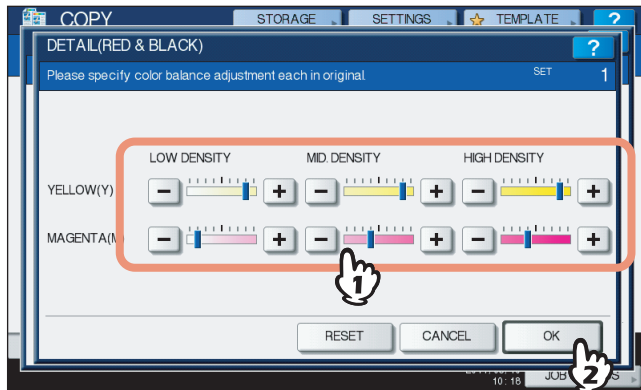 COPY STORAGE SETTINGS TEMPLATE ?
DETAIL(RED & BLACK) ?
Please specify color balance adjustment each in original. SET 1
LOW DENSITY MID. DENSITY HIGH DENSITY
YELLOW(Y) − + − + − +
MAGENTA(M) − + − + − +
1
RESET CANCEL OK
2
10:18 JOB